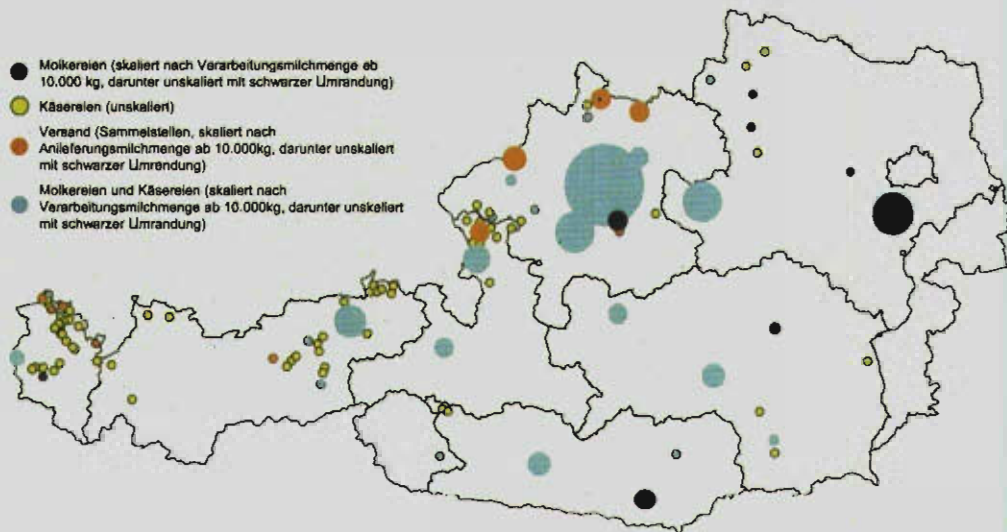 Molkereien (skaliert nach Verarbeitungsmilchmenge ab
10.000 kg, darunter unskaliert mit schwarzer Umrandung)
Käsereien (unskaliert)
Versand (Sammelstellen, skaliert nach
Anlieferungsmilchmenge ab 10.000kg, darunter unskaliert
mit schwarzer Umrandung)
Molkereien und Käsereien (skaliert nach
Verarbeitungsmilchmenge ab 10.000kg, darunter unskaliert
mit schwarzer Umrandung)